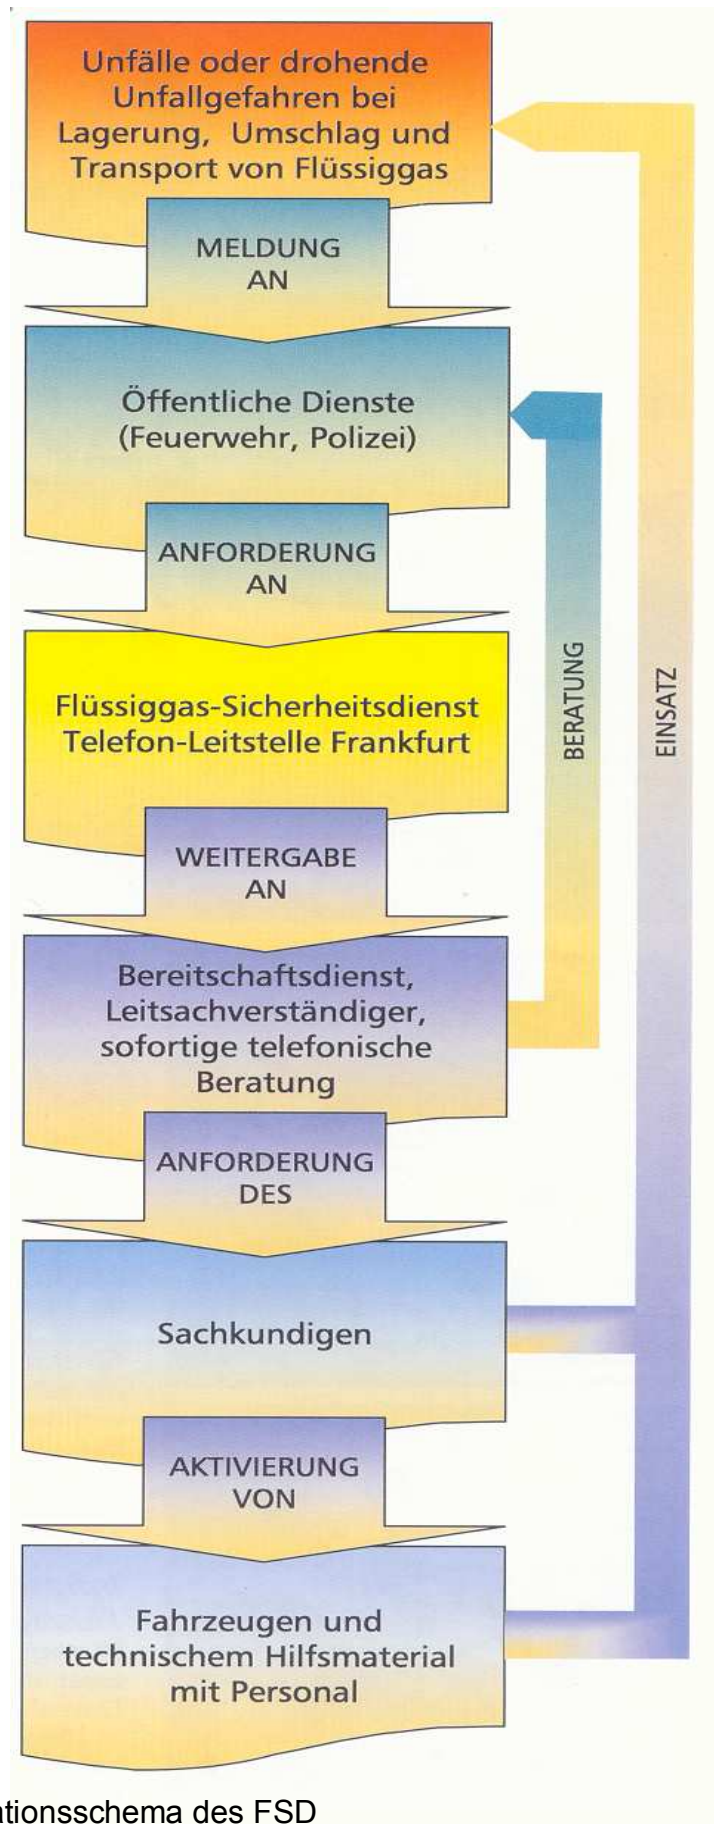 Unfälle oder drohende
Unfallgefahren bei
Lagerung, Umschlag und
Transport von Flüssiggas
MELDUNG
AN
Öffentliche Dienste
(Feuerwehr, Polizei)
ANFORDERUNG
AN
Flüssiggas-Sicherheitsdienst
Telefon-Leitstelle Frankfurt
WEITERGABE
AN
Bereitschaftsdienst,
Leitsachverständiger,
sofortige telefonische
Beratung
ANFORDERUNG
DES
Sachkundigen
AKTIVIERUNG
VON
Fahrzeugen und
technischem Hilfsmaterial
mit Personal
BERATUNG
EINSATZ
ationsschema des FSD